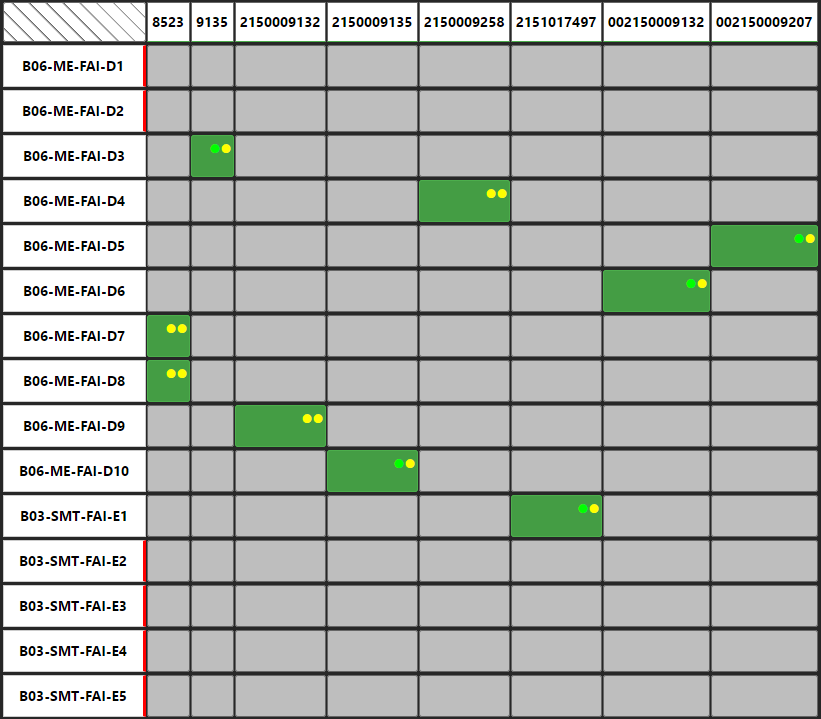 8523 9135 2150009132 2150009135 2150009258 2151017497 002150009132 002150009207
B06-ME-FAI-D1
B06-ME-FAI-D2
B06-ME-FAI-D3
B06-ME-FAI-D4
B06-ME-FAI-D5
B06-ME-FAI-D6
B06-ME-FAI-D7
B06-ME-FAI-D8
B06-ME-FAI-D9
B06-ME-FAI-D10
B03-SMT-FAI-E1
B03-SMT-FAI-E2
B03-SMT-FAI-E3
B03-SMT-FAI-E4
B03-SMT-FAI-E5